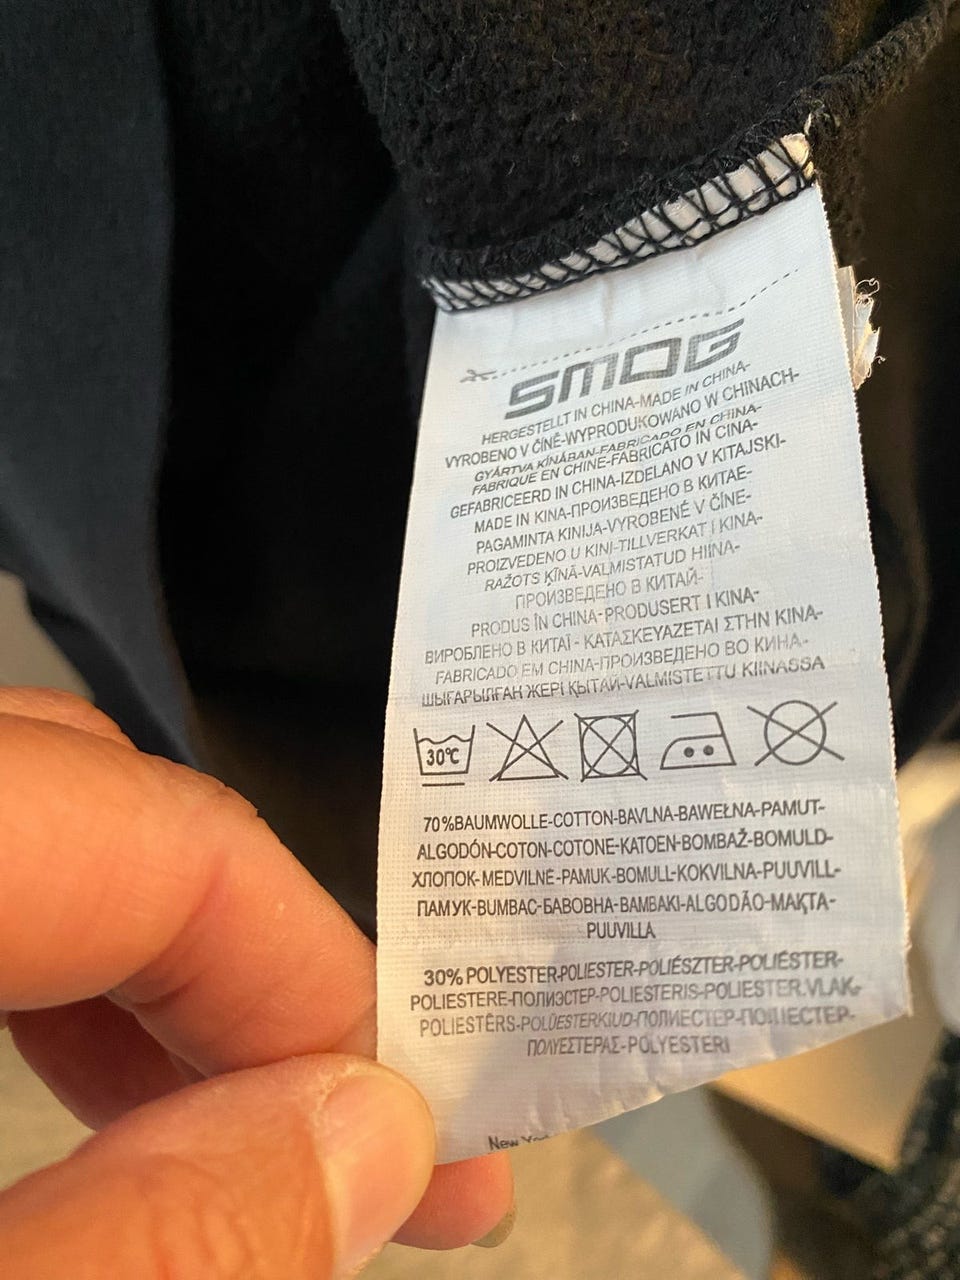 SMOG
HERGESTELLT IN CHINA-MADE IN CHINA-
VYROBENO V ČÍNĚ-WYPRODUKOWANO W CHINACH-
GYÁRTVA KÍNÁBAN-FABRICADO EN CHINA-
FABRIQUÉ EN CHINE-FABRICATO IN CINA-
GEFABRICEERD IN CHINA-IZDELANO V KITAJSKI-
MADE IN KINA-ПРОИЗВЕДЕНО В КИТАЕ-
PAGAMINTA KINIJA-VYROBENÉ V ČÍNE-
PROIZVEDENO U KINI-TILLVERKAT I KINA-
RAŽOTS ĶĪNĀ-VALMISTATUD HIINA-
ПРОИЗВЕДЕНО В КИТАЙ-
PRODUS ÎN CHINA-PRODUSERT I KINA-
ВИРОБЛЕНО В КИТАЇ - ΚΑΤΑΣΚΕΥΑΖΕΤΑΙ ΣΤΗΝ ΚΙΝΑ-
FABRICADO EM CHINA-ПРОИЗВЕДЕНО ВО КИНА-
ШЫҒАРЫЛҒАН ЖЕРІ ҚЫТАЙ-VALMISTETTU KIINASSA
30℃
70%BAUMWOLLE-COTTON-BAVLNA-BAWEŁNA-PAMUT-
ALGODÓN-COTON-COTONE-KATOEN-BOMBAŽ-BOMULD-
ХЛОПОК-MEDVILNĖ-PAMUK-BOMULL-KOKVILNA-PUUVILL-
ПАМУК-BUMBAC-БАВОВНА-BAMBAKI-ALGODÃO-МАҚТА-
PUUVILLA
30% POLYESTER-POLIESTER-POLIÉSZTER-POLIÉSTER-
POLIESTERE-ПОЛИЭСТЕР-POLIESTERIS-POLIESTER.VLAK-
POLIESTĒRS-POLÜESTERKIUD-ПОЛИЕСТЕР-ПОЛІЕСТЕР-
ΠΟΛΥΕΣΤΕΡΑΣ-POLYESTERI
New